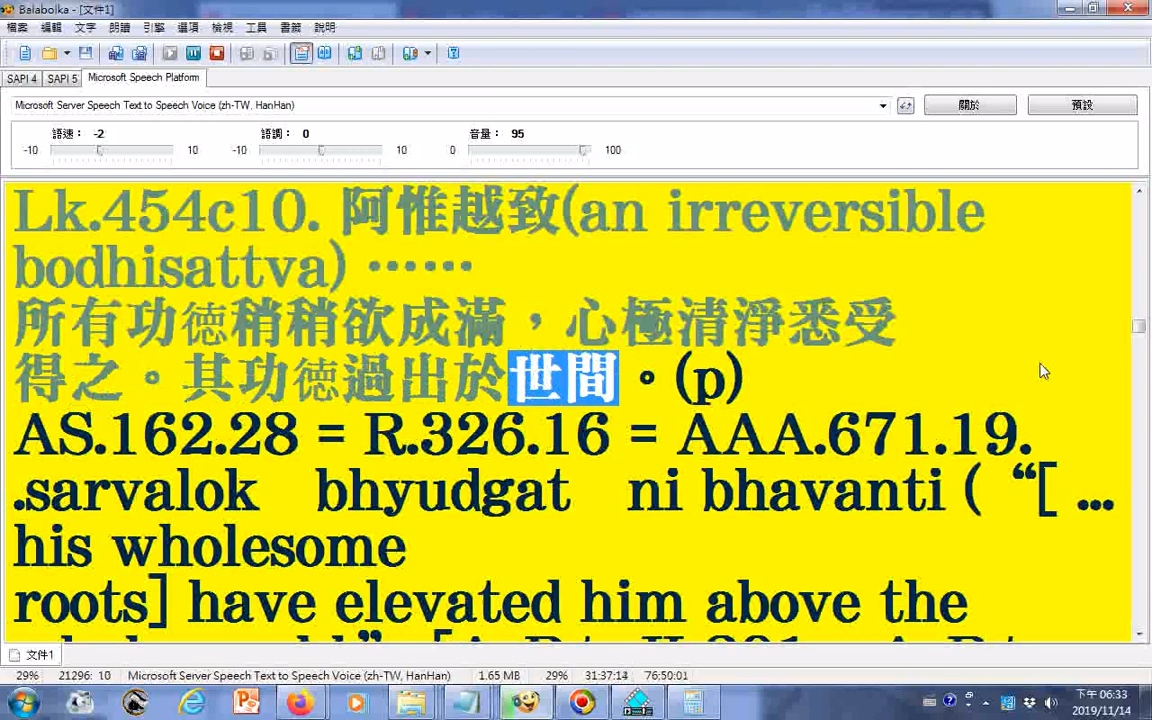 Balabolka - [文件1]
檔案 編輯 文字 朗讀 引擎 選項 檢視 工具 書籤 說明
SAPI 4 SAPI 5 Microsoft Speech Platform
Microsoft Server Speech Text to Speech Voice (zh-TW, HanHan) 關於 預設
語速： -2 語調： 0 音量： 95
-10 10 -10 10 0 100
Lk.454c10. 阿惟越致(an irreversible
bodhisattva) ⋯⋯
所有功德稍稍欲成滿，心極清淨悉受
得之。其功德過出於世間。(p)
AS.162.28 = R.326.16 = AAA.671.19.
.sarvalok bhyudgat ni bhavanti ( “[ ...
his wholesome
roots] have elevated him above the
文件1
29% 21296: 10 Microsoft Server Speech Text to Speech Voice (zh-TW, HanHan) 1.65 MB 29% 31:37:14 76:50:01
下午 06:33
2019/11/14